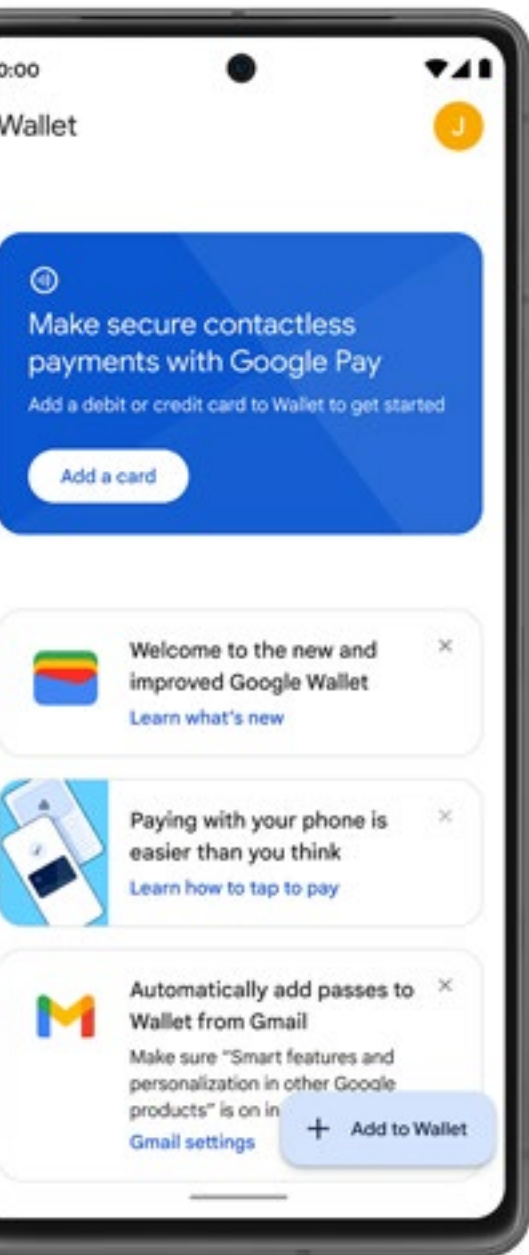 0:00
Wallet
J
Make secure contactless
payments with Google Pay
Add a debit or credit card to Wallet to get started
Add a card
Welcome to the new and
improved Google Wallet
Learn what's new
Paying with your phone is
easier than you think
Learn how to tap to pay
Automatically add passes to
Wallet from Gmail
Make sure "Smart features and
personalization in other Google
products" is on in
Gmail settings
+ Add to Wallet